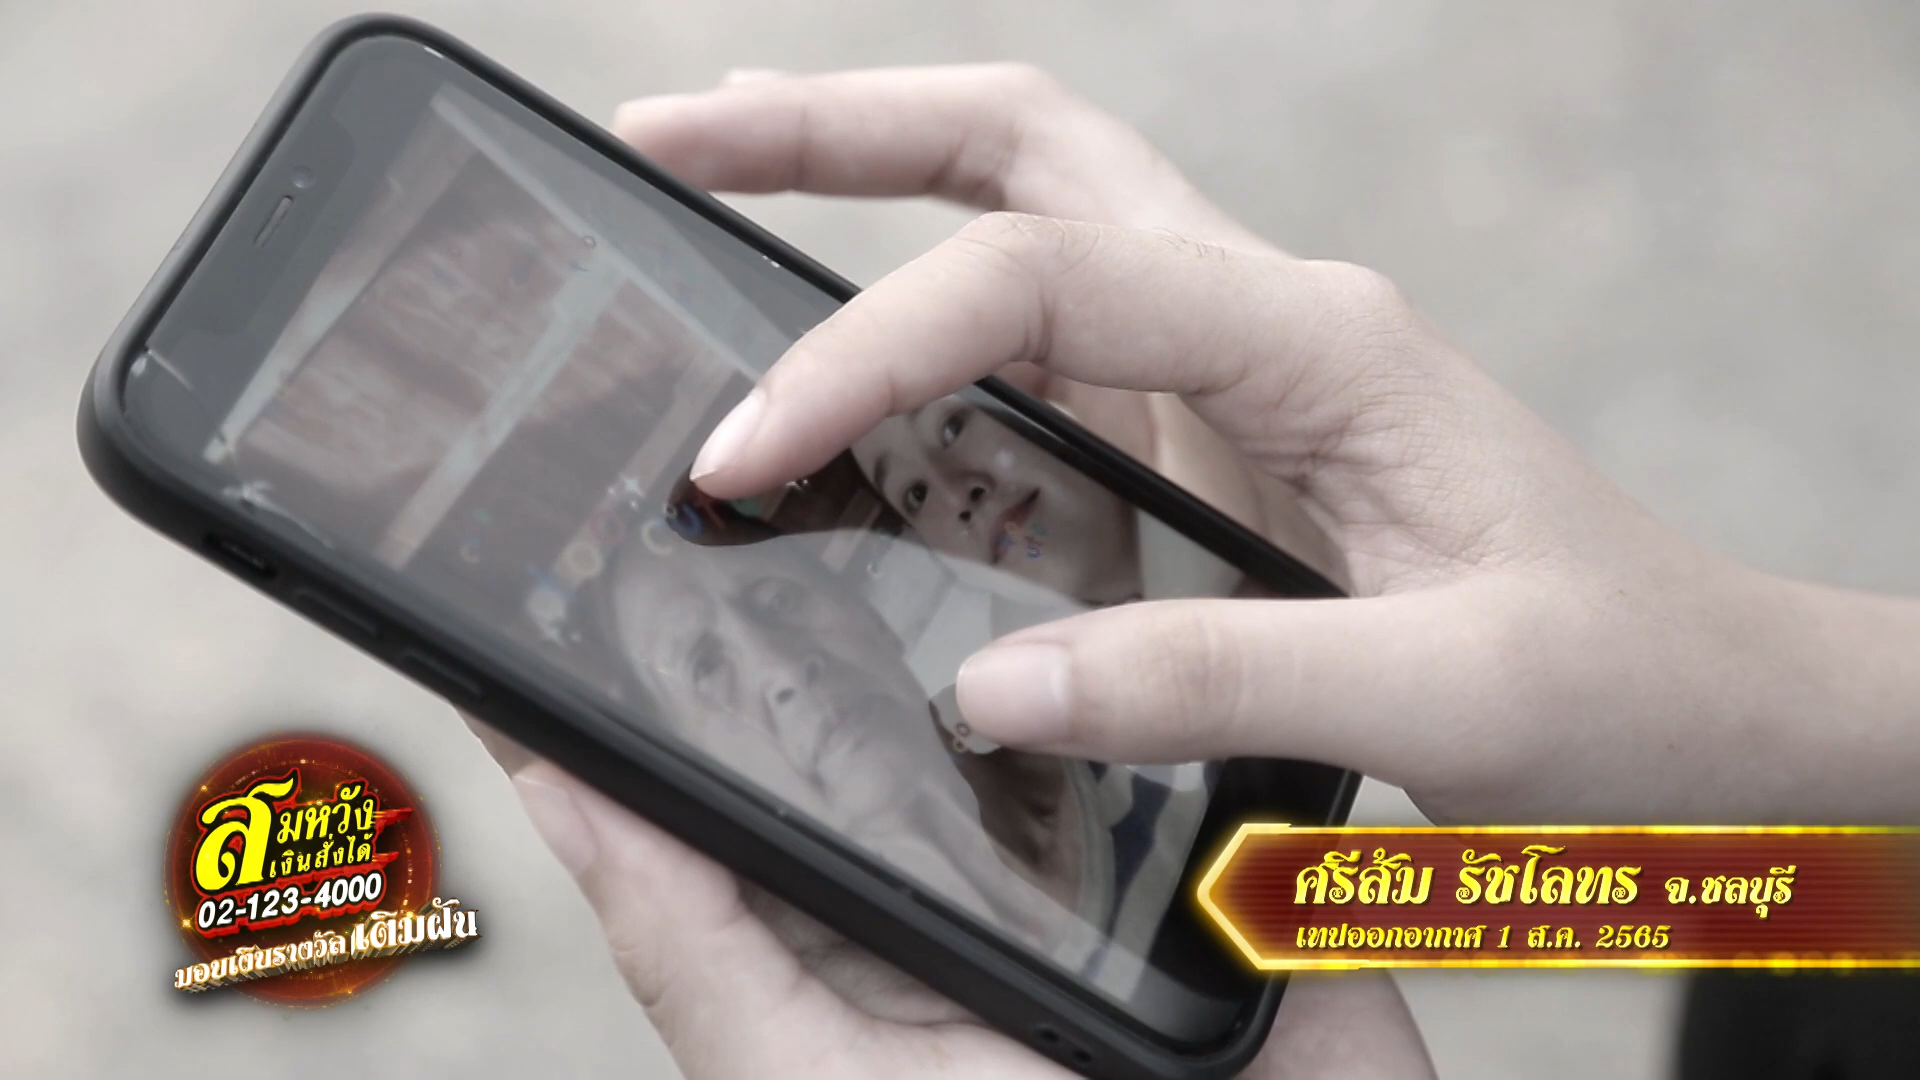 สมหวัง
เงินสั่งได้
02-123-4000
มอบเต็มรางวัล เติมฝัน
ศรีส้ม รัชโลทร จ.ชลบุรี
เทปออกอากาศ 1 ส.ค. 2565